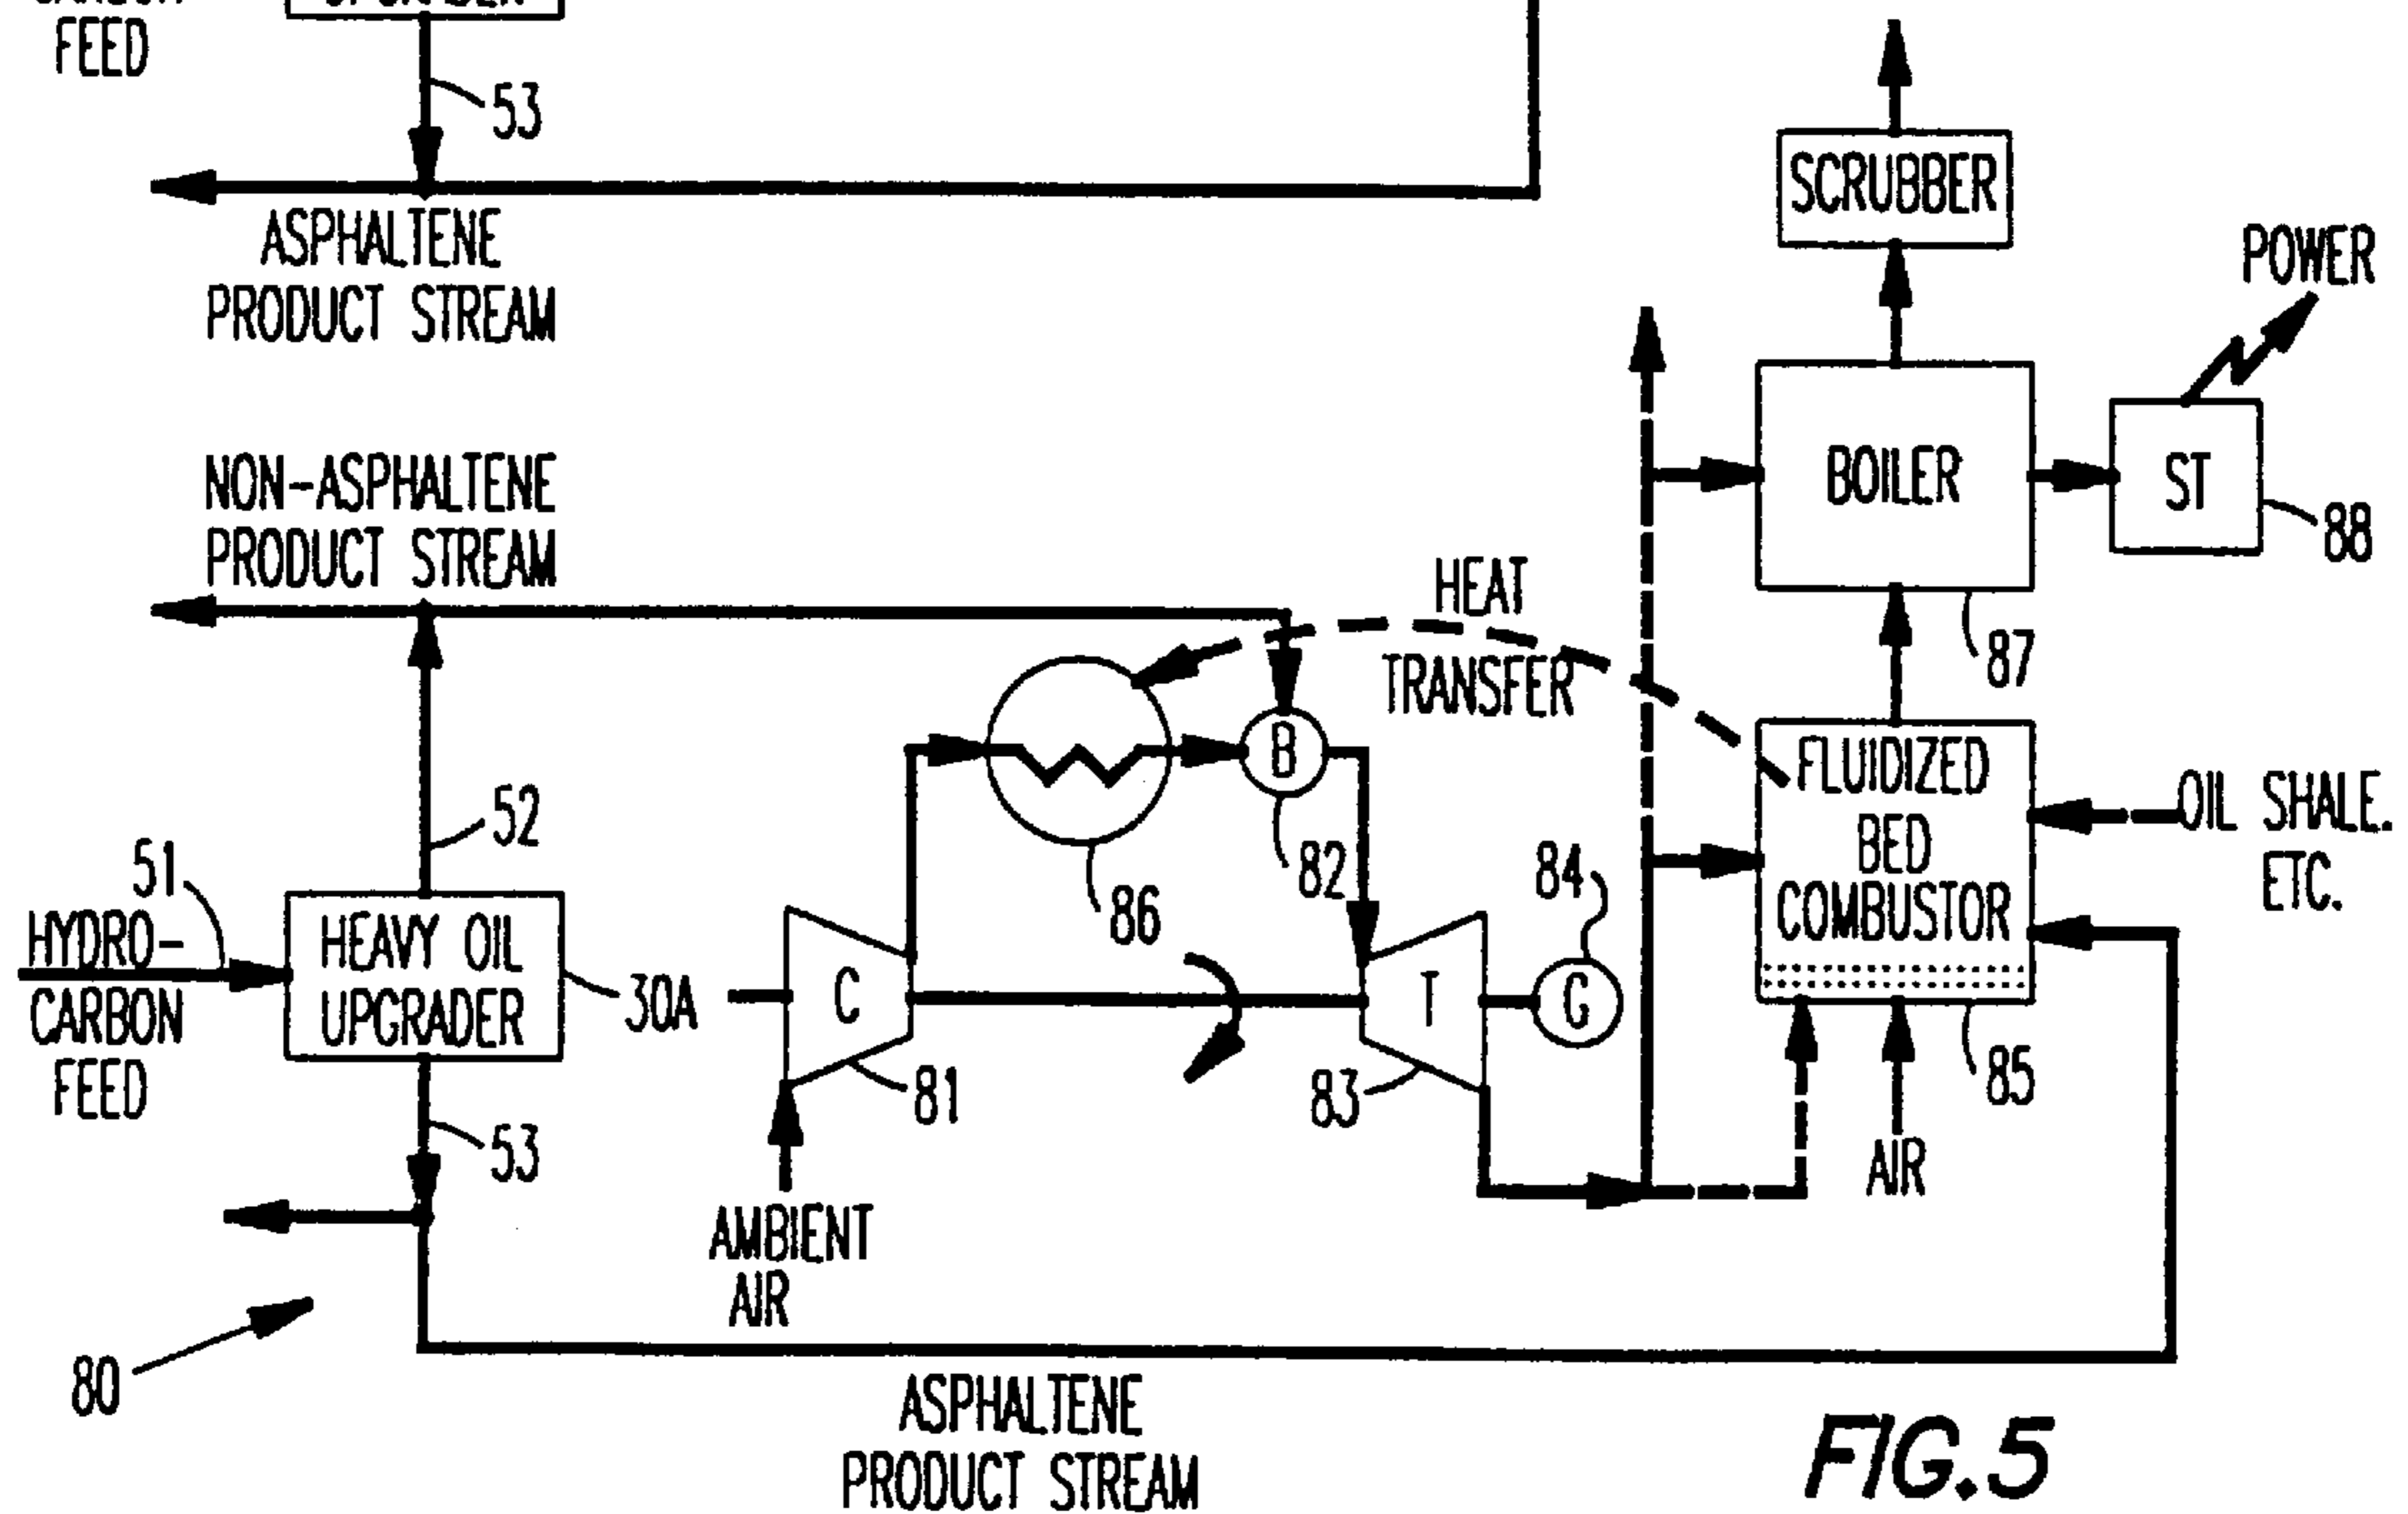 FEED
53
ASPHALTENE
PRODUCT STREAM
SCRUBBER
POWER
BOILER
ST
88
87
NON-ASPHALTENE
PRODUCT STREAM
HEAT
TRANSFER
52
51
HYDRO-
CARBON
FEED
HEAVY OIL
UPGRADER
30A
53
80
86
B
82
C
81
AMBIENT
AIR
T
83
84
G
FLUIDIZED
BED
COMBUSTOR
OIL SHALE.
ETC.
85
AIR
ASPHALTENE
PRODUCT STREAM
FIG.5